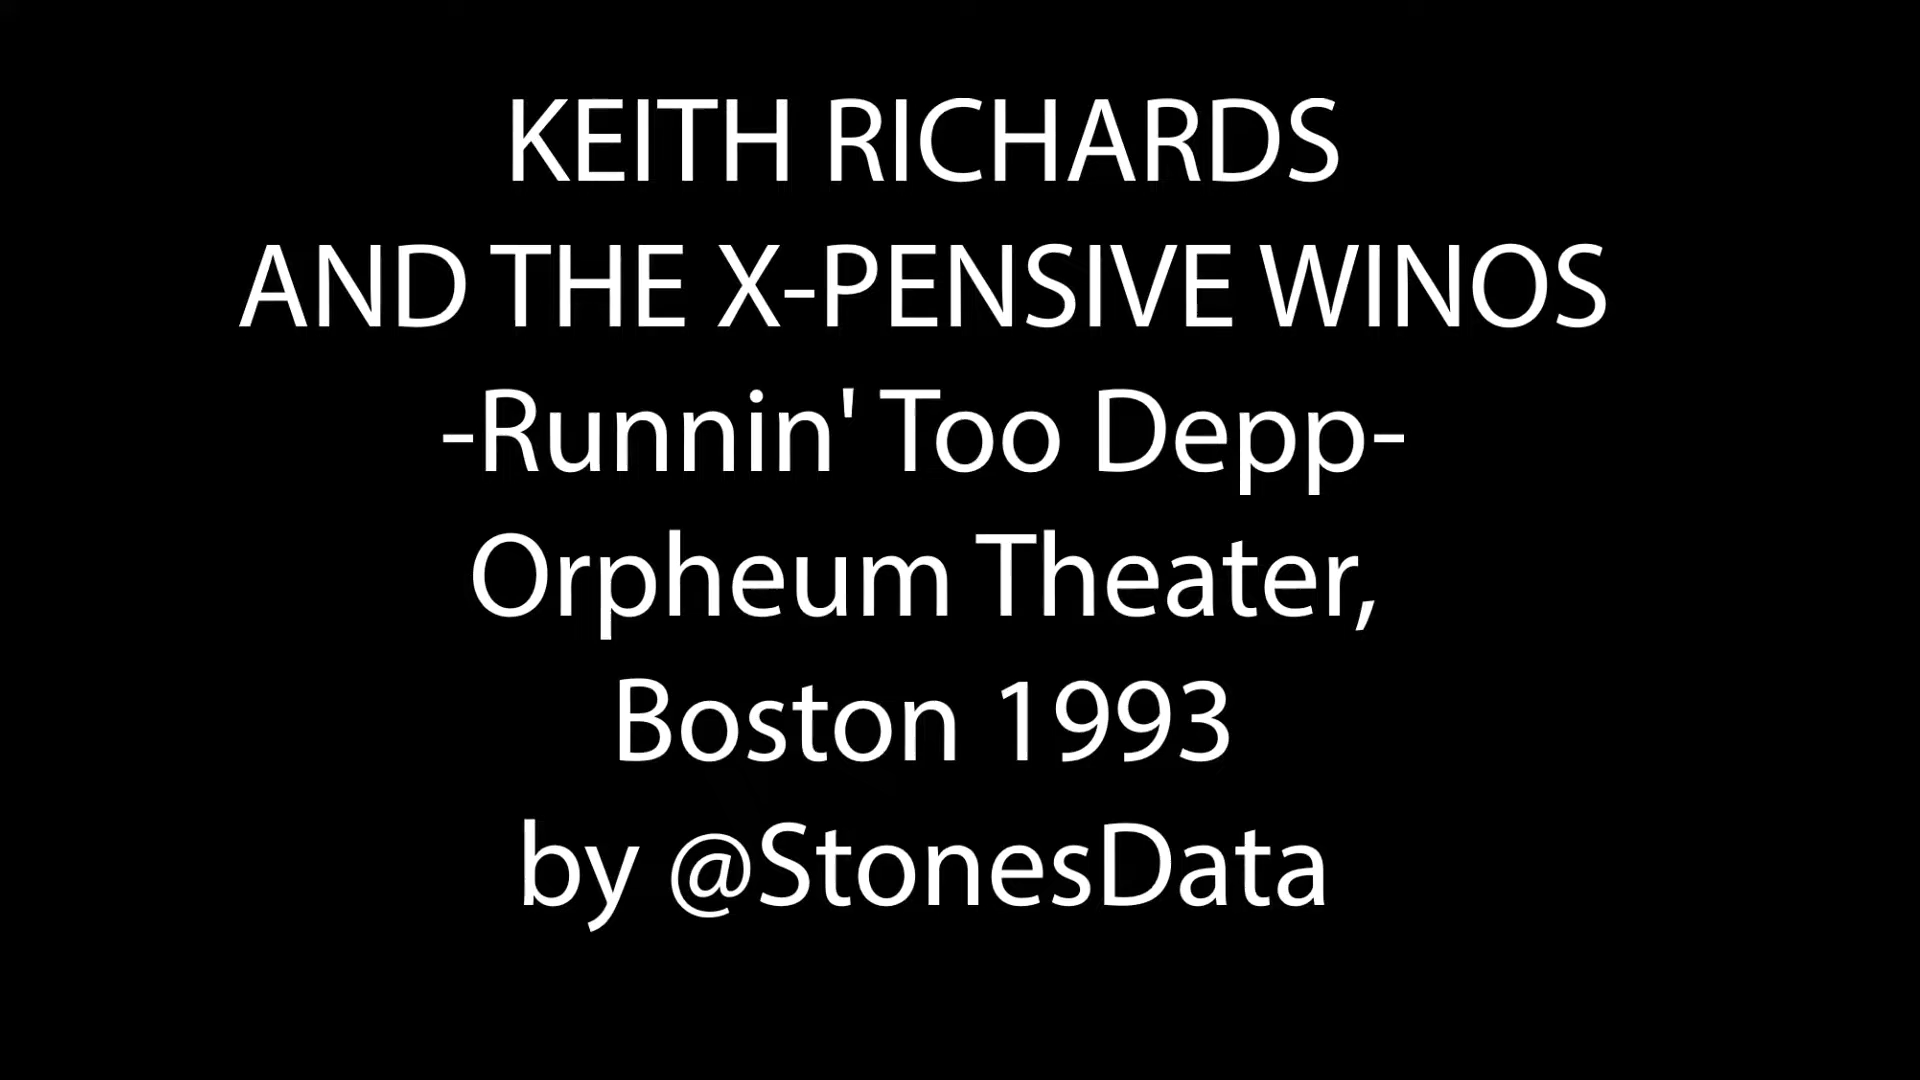 KEITH RICHARDS
AND THE X-PENSIVE WINOS
-Runnin' Too Depp-
Orpheum Theater,
Boston 1993
by @StonesData